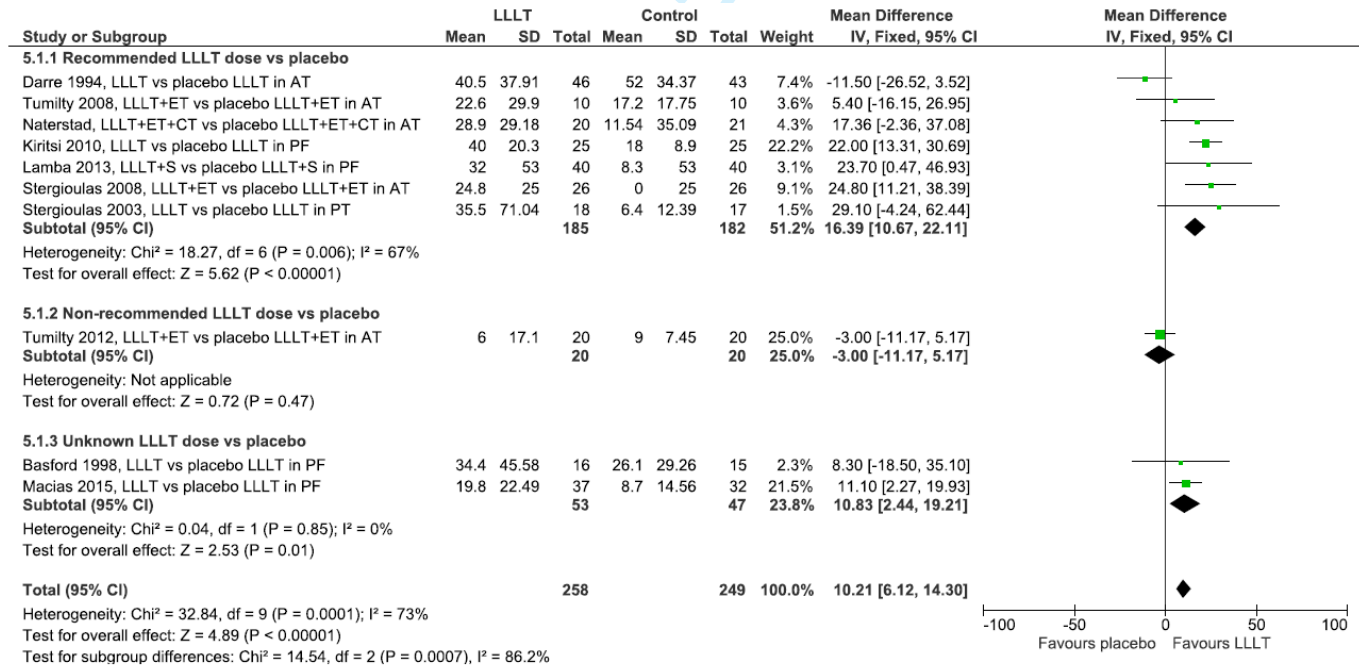 LLLT Control Mean Difference Mean Difference
Study or Subgroup Mean SD Total Mean SD Total Weight IV, Fixed, 95% CI IV, Fixed, 95% CI
5.1.1 Recommended LLLT dose vs placebo
Darre 1994, LLLT vs placebo LLLT in AT 40.5 37.91 46 52 34.37 43 7.4% -11.50 [-26.52, 3.52]
Tumilty 2008, LLLT+ET vs placebo LLLT+ET in AT 22.6 29.9 10 17.2 17.75 10 3.6% 5.40 [-16.15, 26.95]
Naterstad, LLLT+ET+CT vs placebo LLLT+ET+CT in AT 28.9 29.18 20 11.54 35.09 21 4.3% 17.36 [-2.36, 37.08]
Kiritsi 2010, LLLT vs placebo LLLT in PF 40 20.3 25 18 8.9 25 22.2% 22.00 [13.31, 30.69]
Lamba 2013, LLLT+S vs placebo LLLT+S in PF 32 53 40 8.3 53 40 3.1% 23.70 [0.47, 46.93]
Stergioulas 2008, LLLT+ET vs placebo LLLT+ET in AT 24.8 25 26 0 25 26 9.1% 24.80 [11.21, 38.39]
Stergioulas 2003, LLLT vs placebo LLLT in PT 35.5 71.04 18 6.4 12.39 17 1.5% 29.10 [-4.24, 62.44]
Subtotal (95% CI) 185 182 51.2% 16.39 [10.67, 22.11]
Heterogeneity: Chi² = 18.27, df = 6 (P = 0.006); I² = 67%
Test for overall effect: Z = 5.62 (P < 0.00001)
5.1.2 Non-recommended LLLT dose vs placebo
Tumilty 2012, LLLT+ET vs placebo LLLT+ET in AT 6 17.1 20 9 7.45 20 25.0% -3.00 [-11.17, 5.17]
Subtotal (95% CI) 20 20 25.0% -3.00 [-11.17, 5.17]
Heterogeneity: Not applicable
Test for overall effect: Z = 0.72 (P = 0.47)
5.1.3 Unknown LLLT dose vs placebo
Basford 1998, LLLT vs placebo LLLT in PF 34.4 45.58 16 26.1 29.26 15 2.3% 8.30 [-18.50, 35.10]
Macias 2015, LLLT vs placebo LLLT in PF 19.8 22.49 37 8.7 14.56 32 21.5% 11.10 [2.27, 19.93]
Subtotal (95% CI) 53 47 23.8% 10.83 [2.44, 19.21]
Heterogeneity: Chi² = 0.04, df = 1 (P = 0.85); I² = 0%
Test for overall effect: Z = 2.53 (P = 0.01)
Total (95% CI) 258 249 100.0% 10.21 [6.12, 14.30]
Heterogeneity: Chi² = 32.84, df = 9 (P = 0.0001); I² = 73%
Test for overall effect: Z = 4.89 (P < 0.00001)
Test for subgroup differences: Chi² = 14.54, df = 2 (P = 0.0007), I² = 86.2%
-100 -50 0 50 100
Favours placebo Favours LLLT